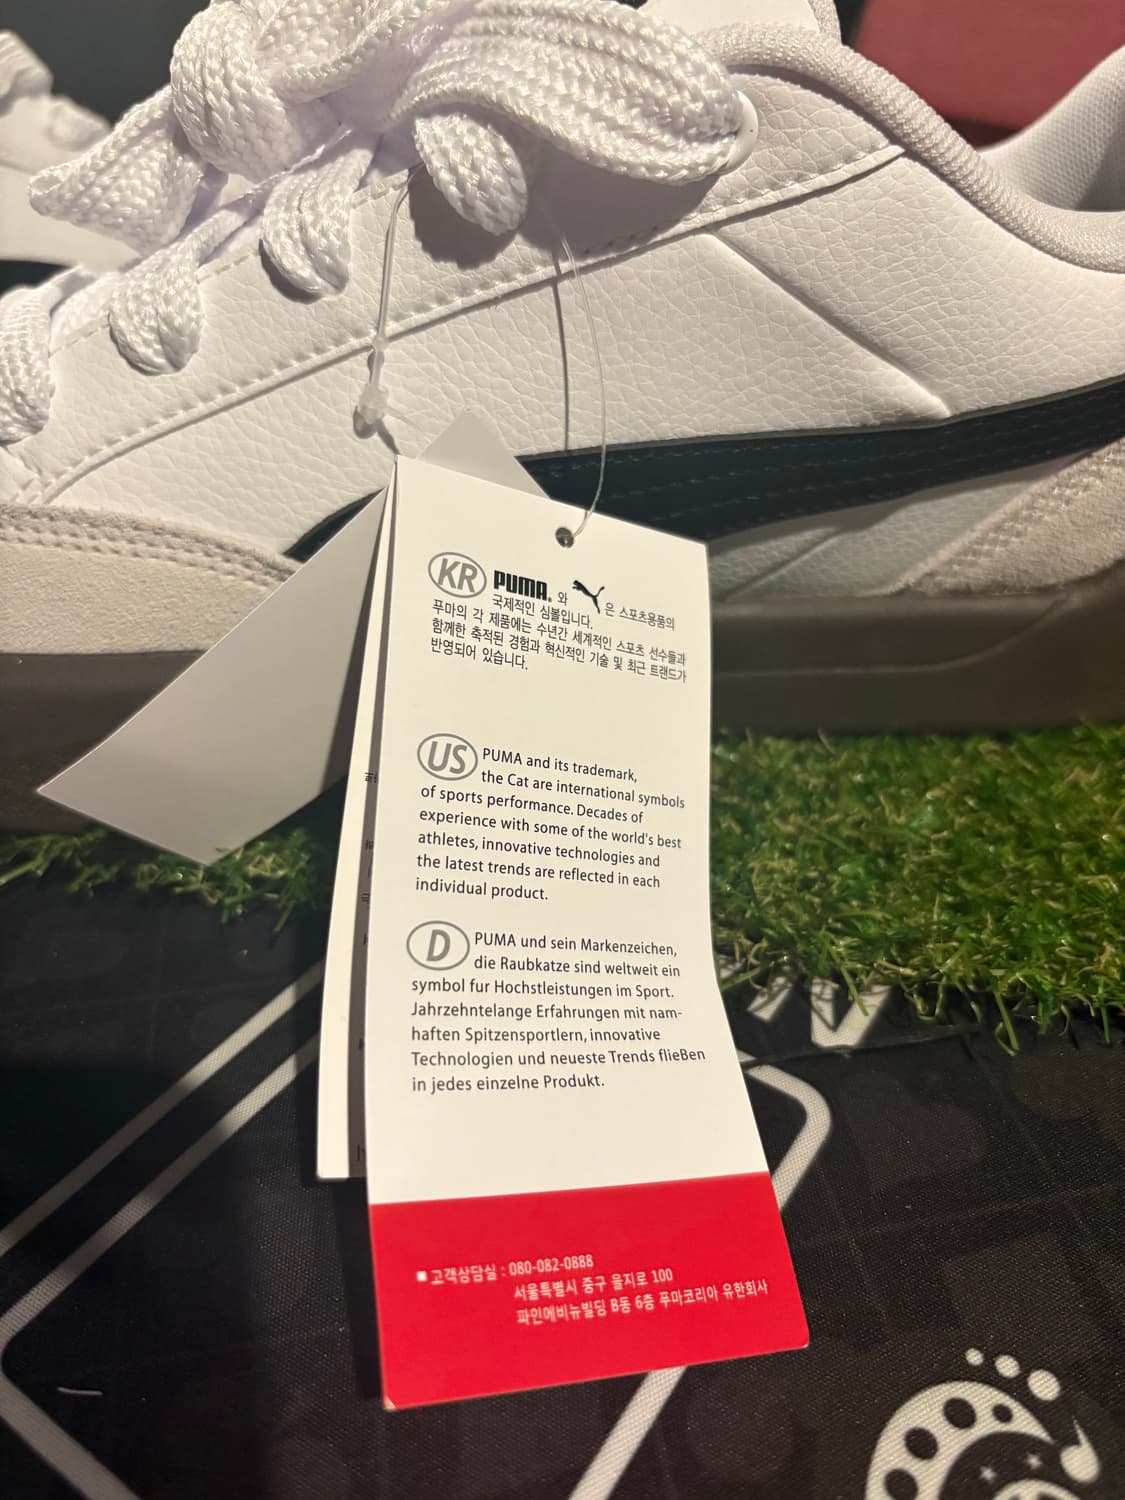 KR PUMA. 와 은 스포츠용품의
국제적인 심볼입니다.
푸마의 각 제품에는 수년간 세계적인 스포츠 선수들과
함께한 축적된 경험과 혁신적인 기술 및 최근 트랜드가
반영되어 있습니다.
US PUMA and its trademark,
the Cat are international symbols
of sports performance. Decades of
experience with some of the world's best
athletes, innovative technologies and
the latest trends are reflected in each
individual product.
D PUMA und sein Markenzeichen,
die Raubkatze sind weltweit ein
symbol fur Hochstleistungen im Sport.
Jahrzehntelange Erfahrungen mit nam-
haften Spitzensportlern, innovative
Technologien und neueste Trends flieBen
in jedes einzelne Produkt.
■ 고객상담실 : 080-082-0888
서울특별시 중구 을지로 100
파인에비뉴빌딩 B동 6층 푸마코리아 유한회사